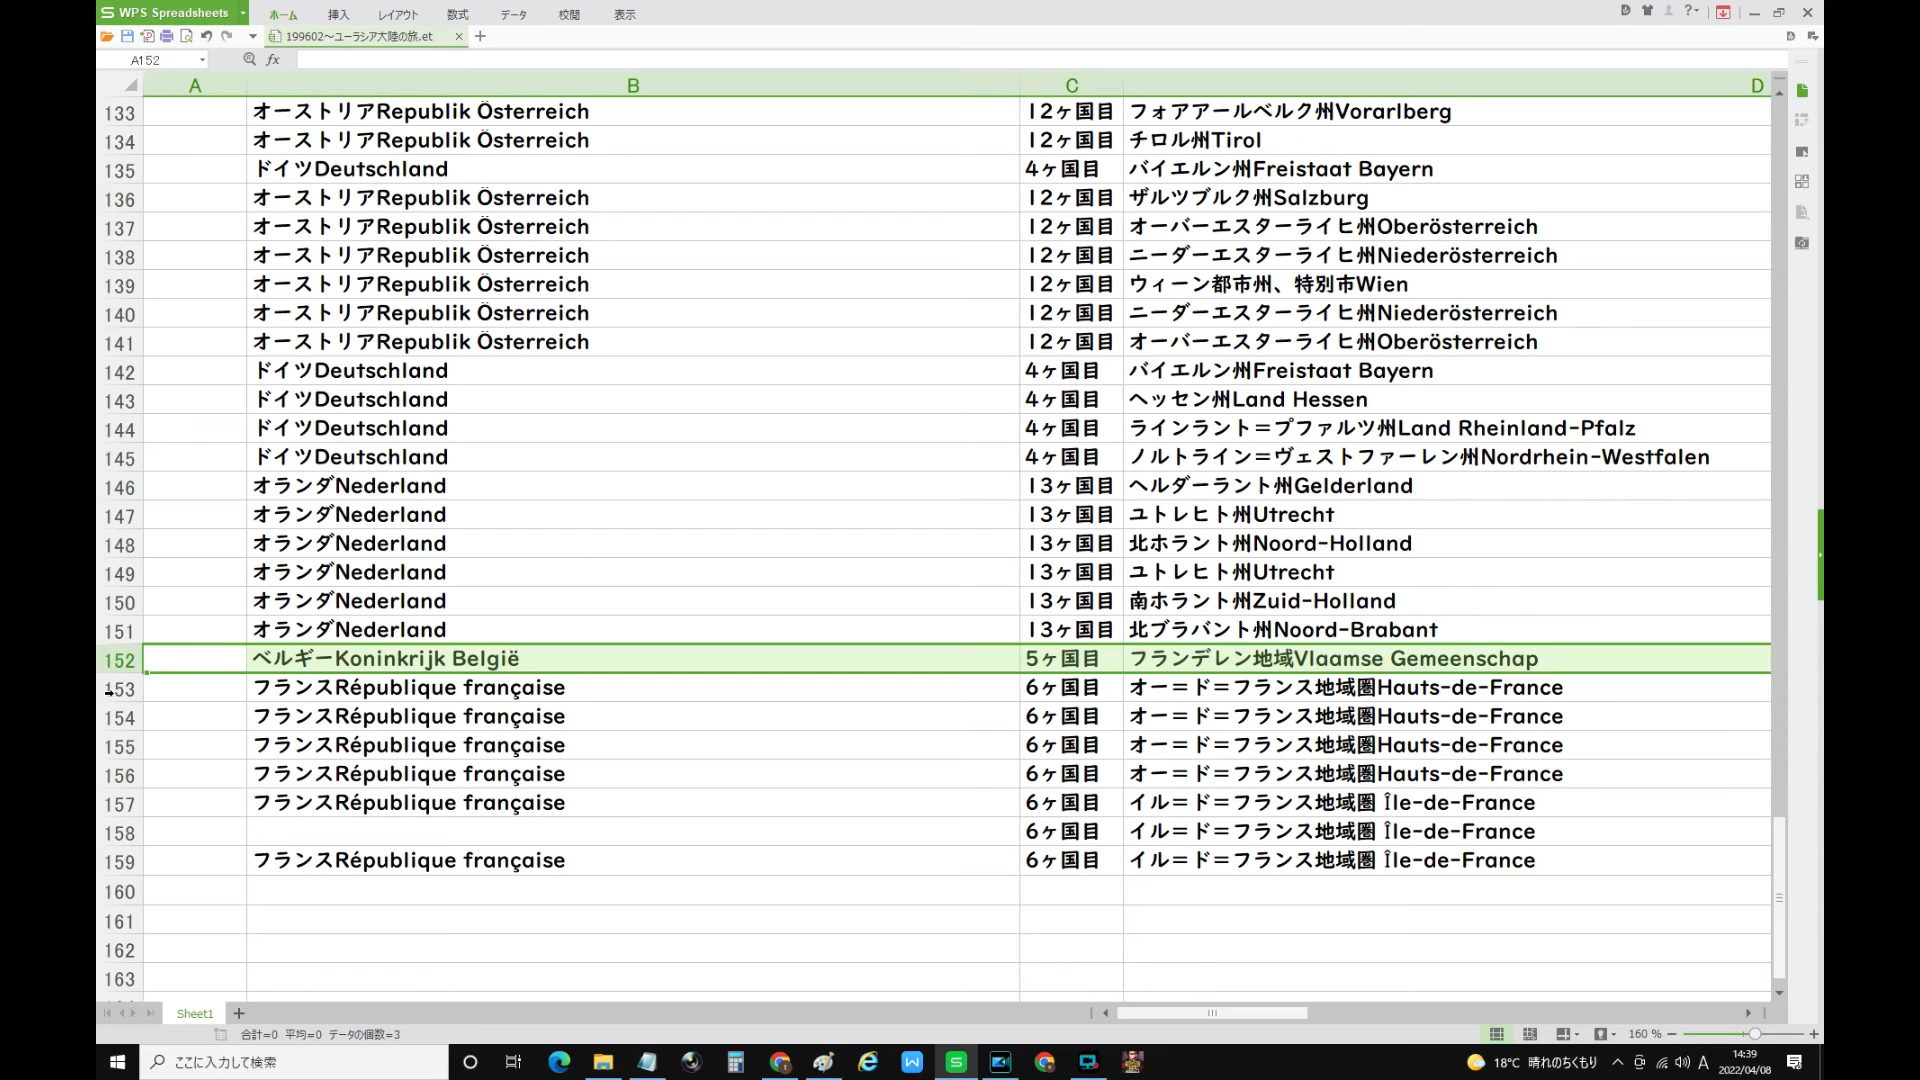 WPS Spreadsheets ホーム 挿入 レイアウト 数式 データ 校閲 表示
199602～ユーラシア大陸の旅.et
A152 fx
A B C D
133 オーストリアRepublik Österreich 12ヶ国目 フォアアールベルク州Vorarlberg
134 オーストリアRepublik Österreich 12ヶ国目 チロル州Tirol
135 ドイツDeutschland 4ヶ国目 バイエルン州Freistaat Bayern
136 オーストリアRepublik Österreich 12ヶ国目 ザルツブルク州Salzburg
137 オーストリアRepublik Österreich 12ヶ国目 オーバーエスターライヒ州Oberösterreich
138 オーストリアRepublik Österreich 12ヶ国目 ニーダーエスターライヒ州Niederösterreich
139 オーストリアRepublik Österreich 12ヶ国目 ウィーン都市州、特別市Wien
140 オーストリアRepublik Österreich 12ヶ国目 ニーダーエスターライヒ州Niederösterreich
141 オーストリアRepublik Österreich 12ヶ国目 オーバーエスターライヒ州Oberösterreich
142 ドイツDeutschland 4ヶ国目 バイエルン州Freistaat Bayern
143 ドイツDeutschland 4ヶ国目 ヘッセン州Land Hessen
144 ドイツDeutschland 4ヶ国目 ラインラント＝プファルツ州Land Rheinland-Pfalz
145 ドイツDeutschland 4ヶ国目 ノルトライン＝ヴェストファーレン州Nordrhein-Westfalen
146 オランダNederland 13ヶ国目 ヘルダーラント州Gelderland
147 オランダNederland 13ヶ国目 ユトレヒト州Utrecht
148 オランダNederland 13ヶ国目 北ホラント州Noord-Holland
149 オランダNederland 13ヶ国目 ユトレヒト州Utrecht
150 オランダNederland 13ヶ国目 南ホラント州Zuid-Holland
151 オランダNederland 13ヶ国目 北ブラバント州Noord-Brabant
152 ベルギーKoninkrijk België 5ヶ国目 フランデレン地域Vlaamse Gemeenschap
153 フランスRépublique française 6ヶ国目 オー＝ド＝フランス地域圏Hauts-de-France
154 フランスRépublique française 6ヶ国目 オー＝ド＝フランス地域圏Hauts-de-France
155 フランスRépublique française 6ヶ国目 オー＝ド＝フランス地域圏Hauts-de-France
156 フランスRépublique française 6ヶ国目 オー＝ド＝フランス地域圏Hauts-de-France
157 フランスRépublique française 6ヶ国目 イル＝ド＝フランス地域圏 Île-de-France
158 6ヶ国目 イル＝ド＝フランス地域圏 Île-de-France
159 フランスRépublique française 6ヶ国目 イル＝ド＝フランス地域圏 Île-de-France
160
161
162
163
Sheet1
合計=0 平均=0 データの個数=3 160 %
ここに入力して検索 18°C 晴れのちくもり A 14:39
2022/04/08